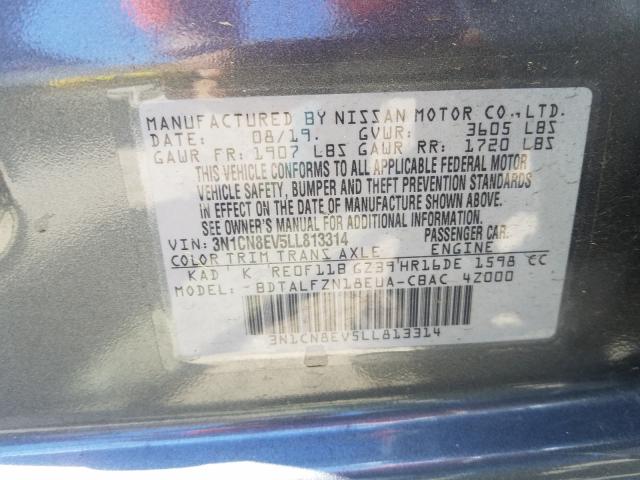 MANUFACTURED BY NISSAN MOTOR CO.,LTD.
DATE: 08/19. GVWR: 3605 LBS
GAWR FR: 1907 LBS GAWR RR: 1720 LBS
THIS VEHICLE CONFORMS TO ALL APPLICABLE FEDERAL MOTOR
VEHICLE SAFETY, BUMPER AND THEFT PREVENTION STANDARDS
IN EFFECT ON THE DATE OF MANUFACTURE SHOWN ABOVE.
SEE OWNER'S MANUAL FOR ADDITIONAL INFORMATION.
VIN: 3N1CN8EV5LL813314 PASSENGER CAR.
COLOR TRIM TRANS AXLE ENGINE
KAD K RE0F11B GZ39 HR16DE 1598 CC
MODEL: BDTALFZN18EUA-CBAC 4Z000
3N1CN8EV5LL813314